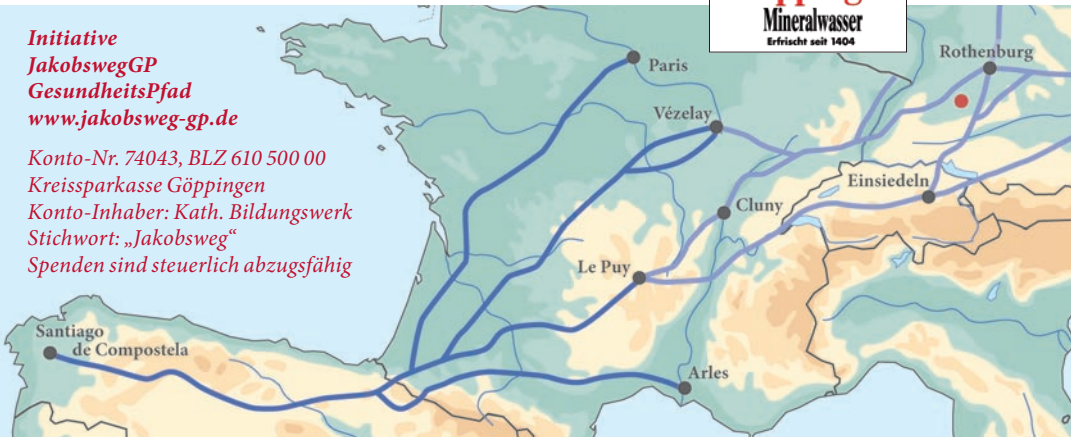 Initiative
JakobswegGP
GesundheitsPfad
www.jakobsweg-gp.de
Konto-Nr. 74043, BLZ 610 500 00
Kreissparkasse Göppingen
Konto-Inhaber: Kath. Bildungswerk
Stichwort: „Jakobsweg“
Spenden sind steuerlich abzugsfähig
Mineralwasser
Erfrischt seit 1404
Paris
Rothenburg
Vézelay
Einsiedeln
Cluny
Le Puy
Santiago
de Compostela
Arles